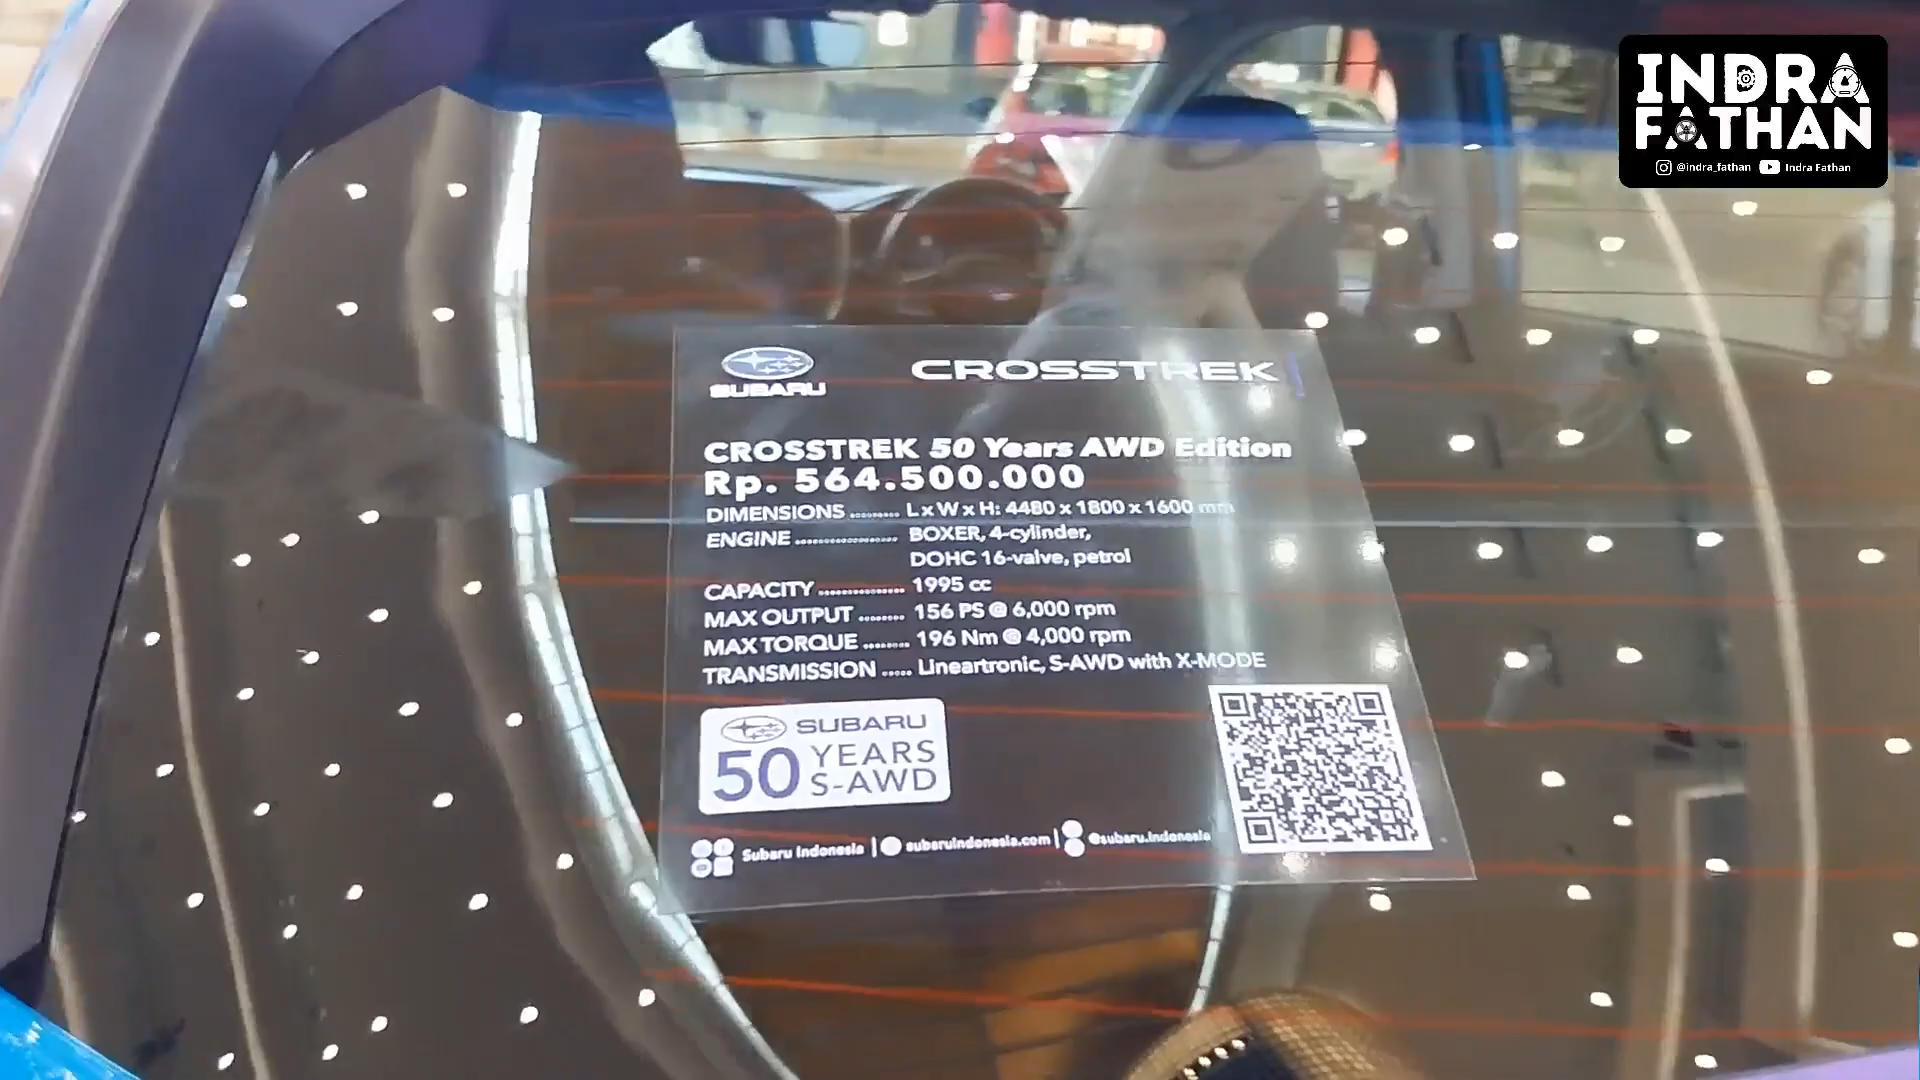 INDRA
FATHAN
@indra_fathan Indra Fathan
SUBARU
CROSSTREK
CROSSTREK 50 Years AWD Edition
Rp. 564.500.000
DIMENSIONS ......... L x W x H: 4480 x 1800 x 1600 mm
ENGINE .................. BOXER, 4-cylinder,
DOHC 16-valve, petrol
CAPACITY ............... 1995 cc
MAX OUTPUT ........ 156 PS @ 6,000 rpm
MAX TORQUE ........ 196 Nm @ 4,000 rpm
TRANSMISSION ..... Lineartronic, S-AWD with X-MODE
SUBARU
50 YEARS
S-AWD
Subaru Indonesia | subaruindonesia.com | @subaru.indonesia